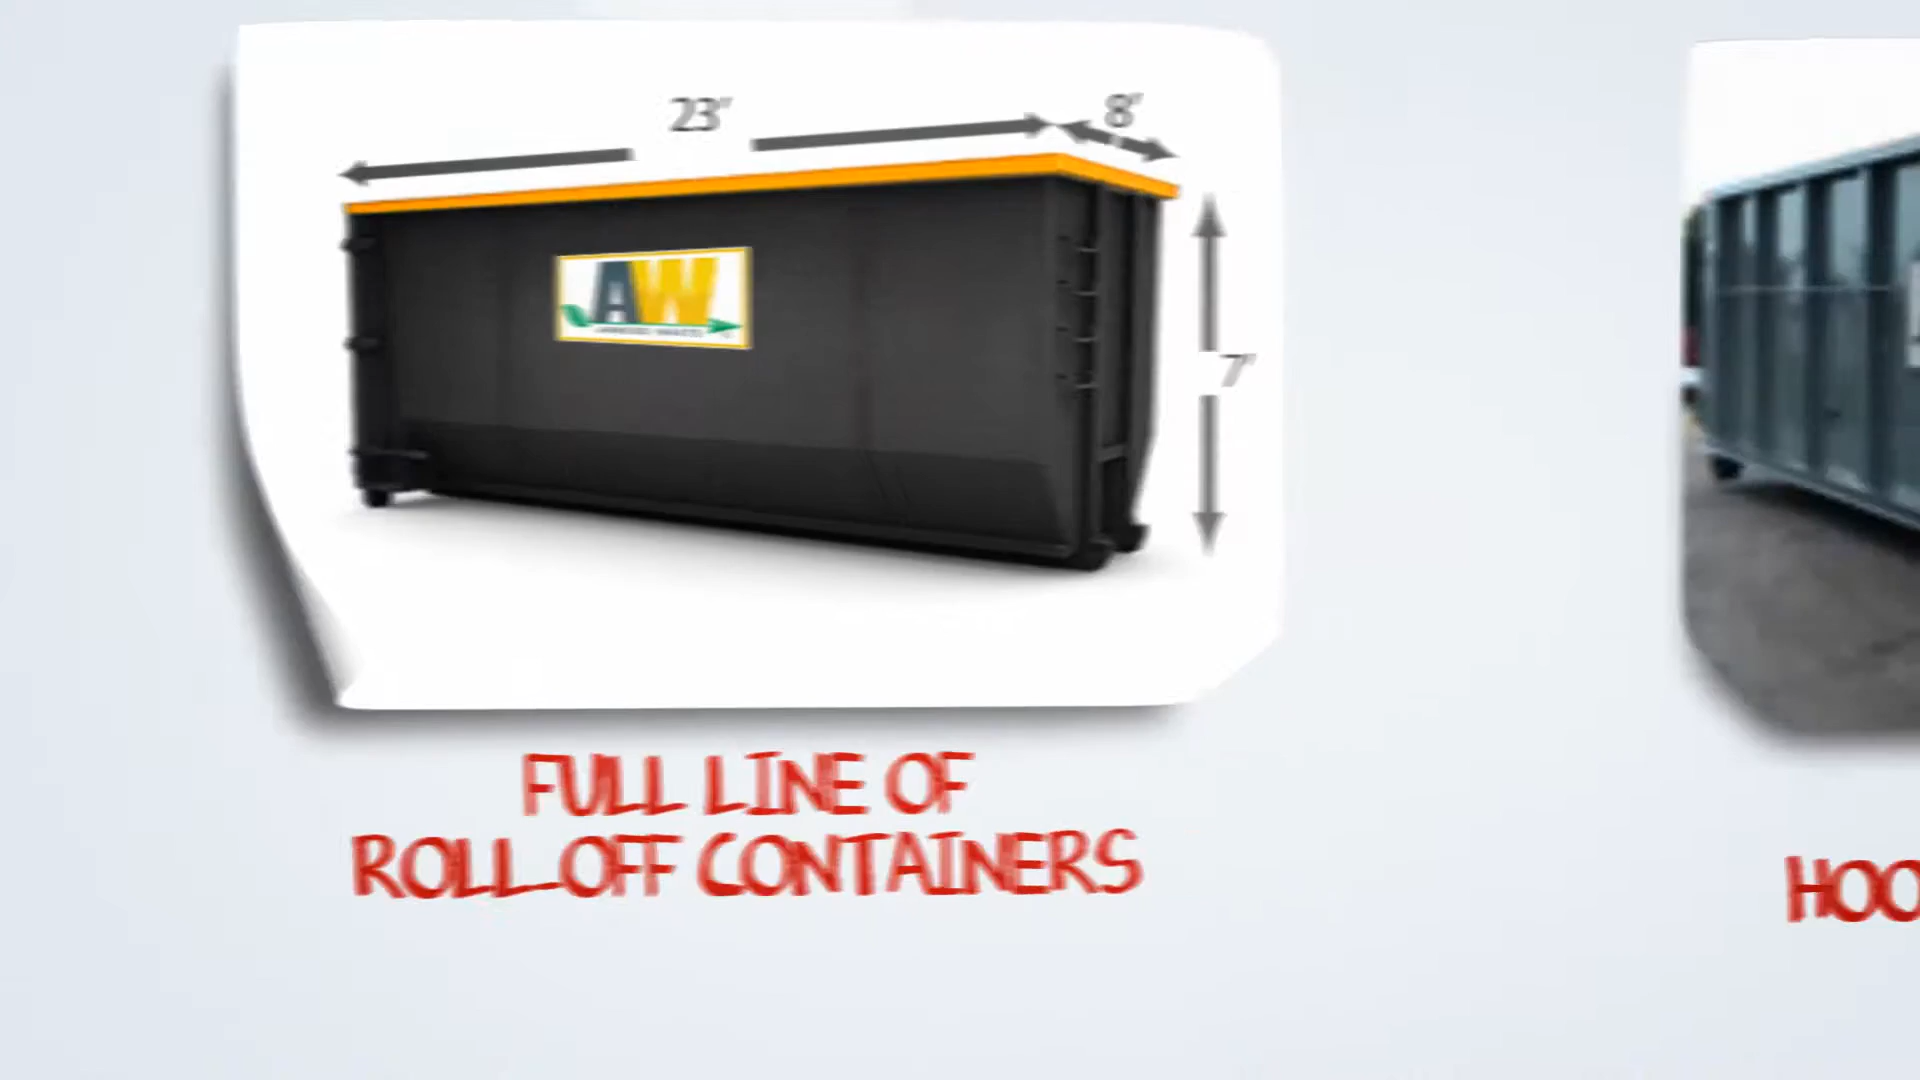 23'
8'
AW
7'
FULL LINE OF
ROLL-OFF CONTAINERS
HOO